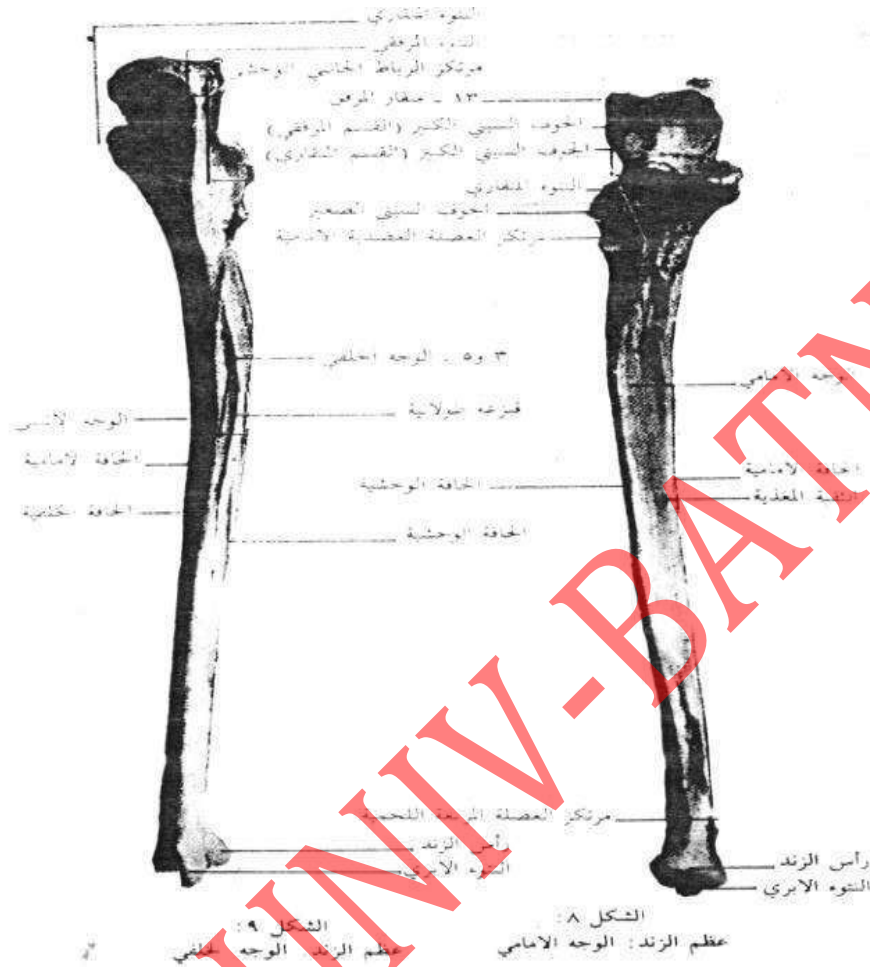 النتوء المنقاري
النتوء المرفقي
مرتكز الرباط الجانبي الوحشي
١٣ - منقار المرفق
الجوف السيني الكبير (القسم المرفقي)
الجوف السيني الكبير (القسم المنقاري)
النتوء المنقاري
الجوف السيني الصغير
مرتكز العضلة العضدية الامامية
٣ و ٥ - الوجه الخلفي
الوجه الامامي
الوجه الأنسي
الحافة الامامية
الحافة الوحشية
الحافة الامامية
الثقبة المغذية
الحافة خلفية
الحافة الوحشية
مرتكز العضلة المربعة اللحمية
رأس الزند
النتوء الابري
رأس الزند
النتوء الابري
الشكل ٨:
عظم الزند: الوجه الامامي
الشكل ٩:
عظم الزند: الوجه الخلفي
UNIV-BATN